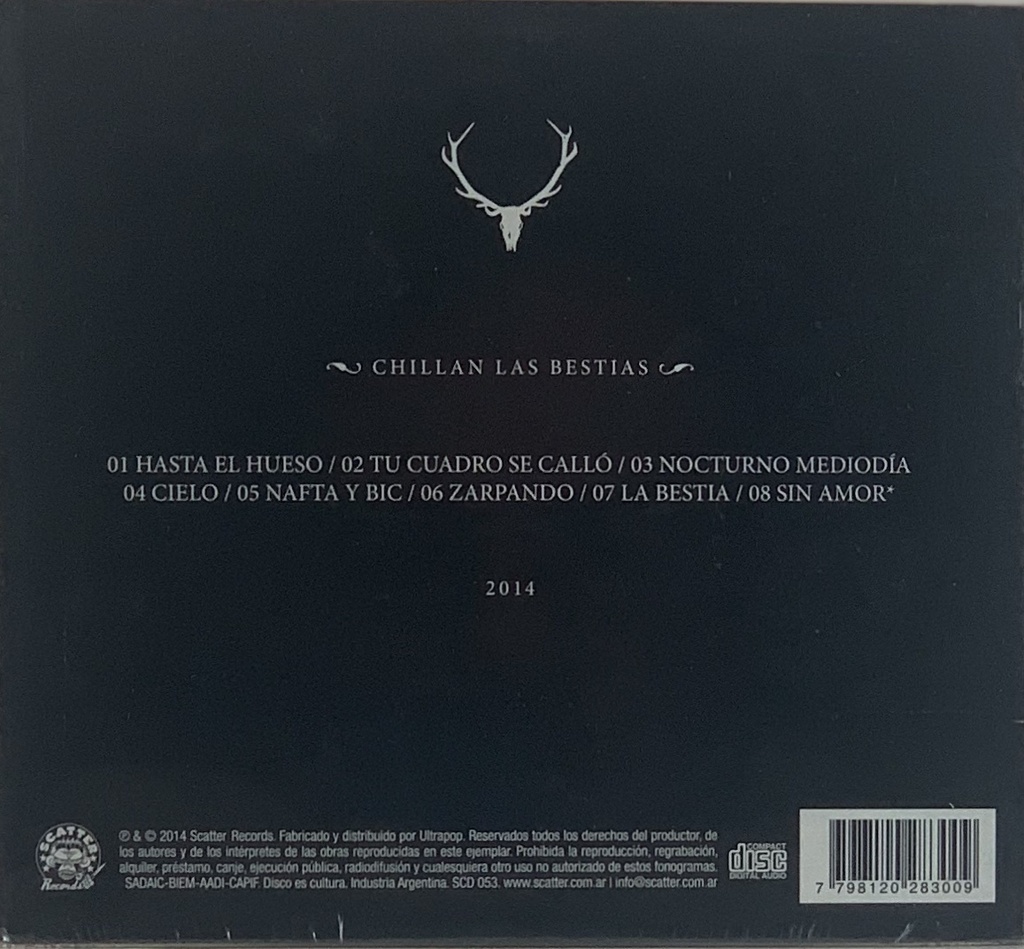 CHILLAN LAS BESTIAS
01 HASTA EL HUESO / 02 TU CUADRO SE CALLÓ / 03 NOCTURNO MEDIODÍA
04 CIELO / 05 NAFTA Y BIC / 06 ZARPANDO / 07 LA BESTIA / 08 SIN AMOR*
2014
SCATTER
Records
℗ & © 2014 Scatter Records. Fabricado y distribuido por Ultrapop. Reservados todos los derechos del productor, de
los autores y de los intérpretes de las obras reproducidas en este ejemplar. Prohibida la reproducción, regrabación,
alquiler, préstamo, canje, ejecución pública, radiodifusión y cualesquiera otro uso no autorizado de estos fonogramas.
SADAIC-BIEM-AADI-CAPIF. Disco es cultura. Industria Argentina. SCD 053. www.scatter.com.ar | info@scatter.com.ar
COMPACT
disc
DIGITAL AUDIO
7 798120 283009